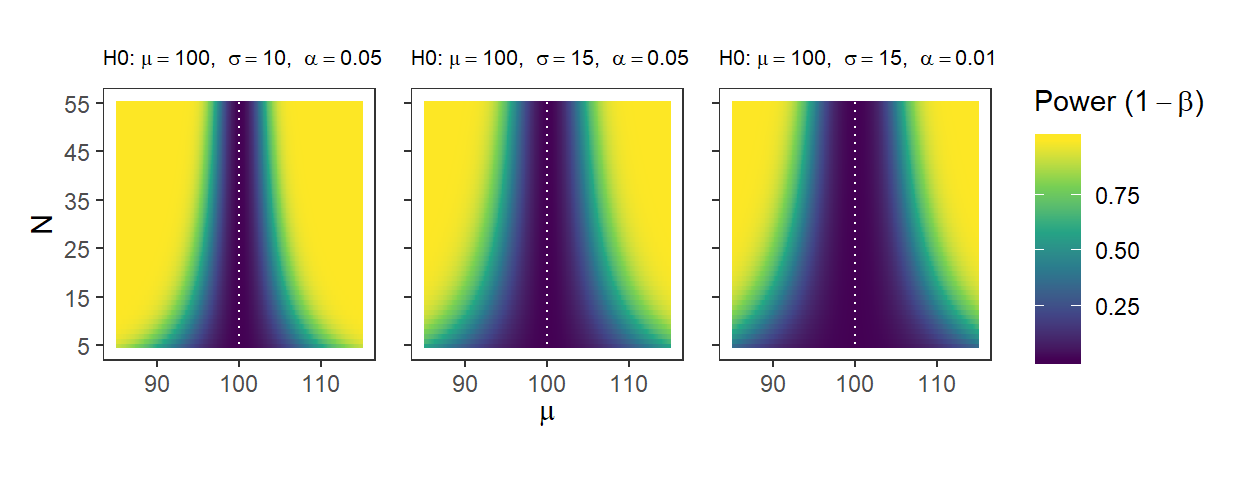 H0: μ = 100, σ = 10, α = 0.05
H0: μ = 100, σ = 15, α = 0.05
H0: μ = 100, σ = 15, α = 0.01
Power (1 − β)
0.75
0.50
0.25
N
55
45
35
25
15
5
90 100 110
90 100 110
90 100 110
μ